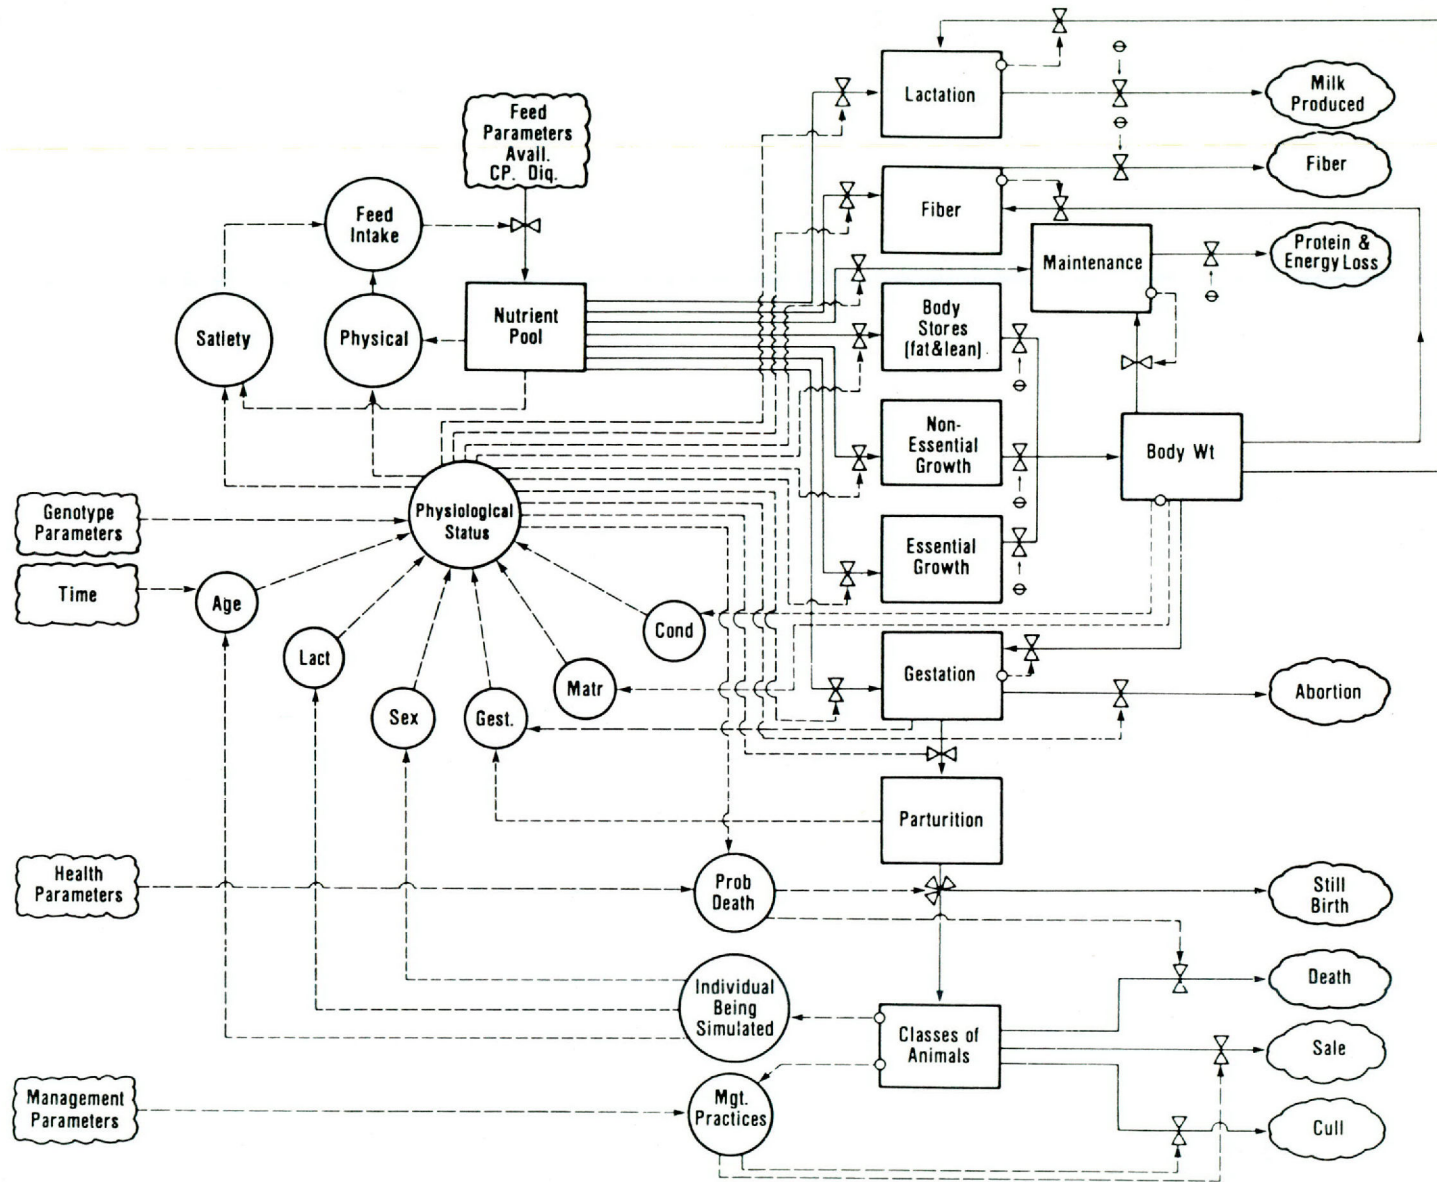 Lactation
Milk
Produced
Feed
Parameters
Avail.
CP. Diq.
Fiber
Feed
Intake
Fiber
Protein &
Energy Loss
Maintenance
Satiety
Physical
Nutrient
Pool
Body
Stores
(fat&lean)
Non-
Essential
Growth
Body Wt
Genotype
Parameters
Physiological
Status
Essential
Growth
Time
Age
Cond
Lact
Matr
Gestation
Abortion
Sex
Gest.
Parturition
Health
Parameters
Prob
Death
Still
Birth
Individual
Being
Simulated
Death
Classes of
Animals
Sale
Management
Parameters
Mgt.
Practices
Cull